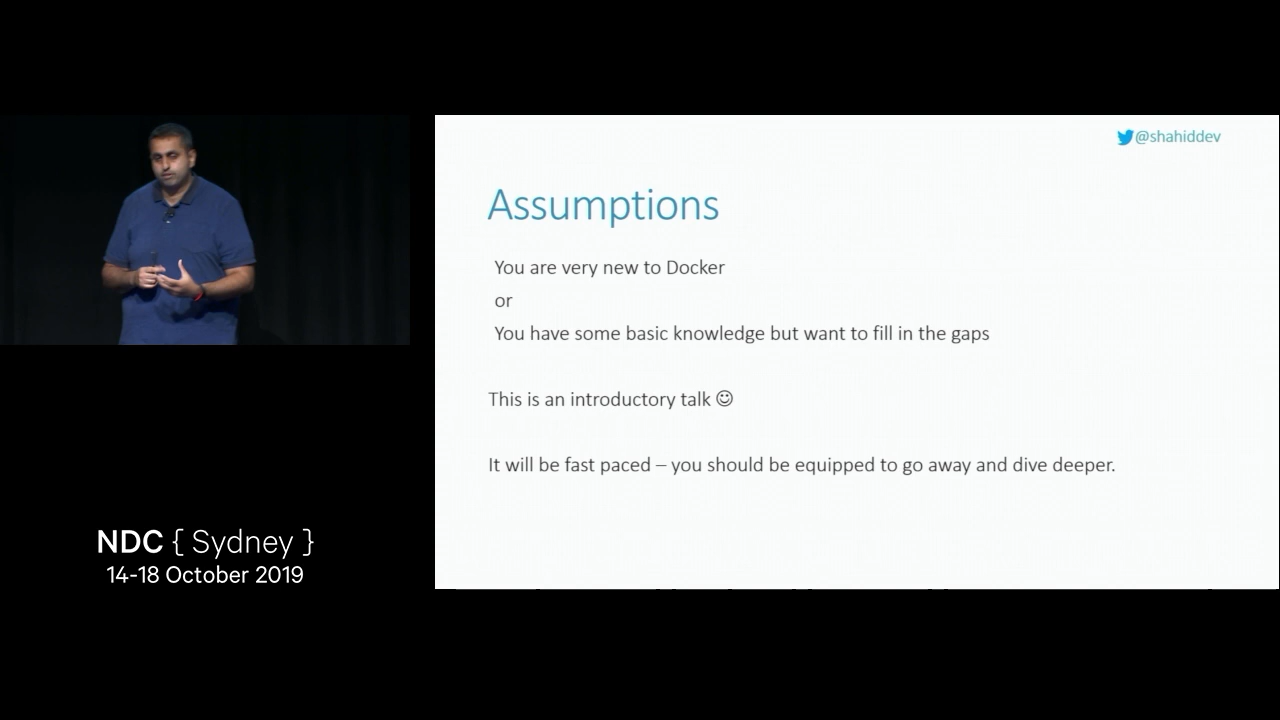 @shahiddev
Assumptions
You are very new to Docker
or
You have some basic knowledge but want to fill in the gaps
This is an introductory talk ☺
It will be fast paced – you should be equipped to go away and dive deeper.
NDC { Sydney }
14-18 October 2019